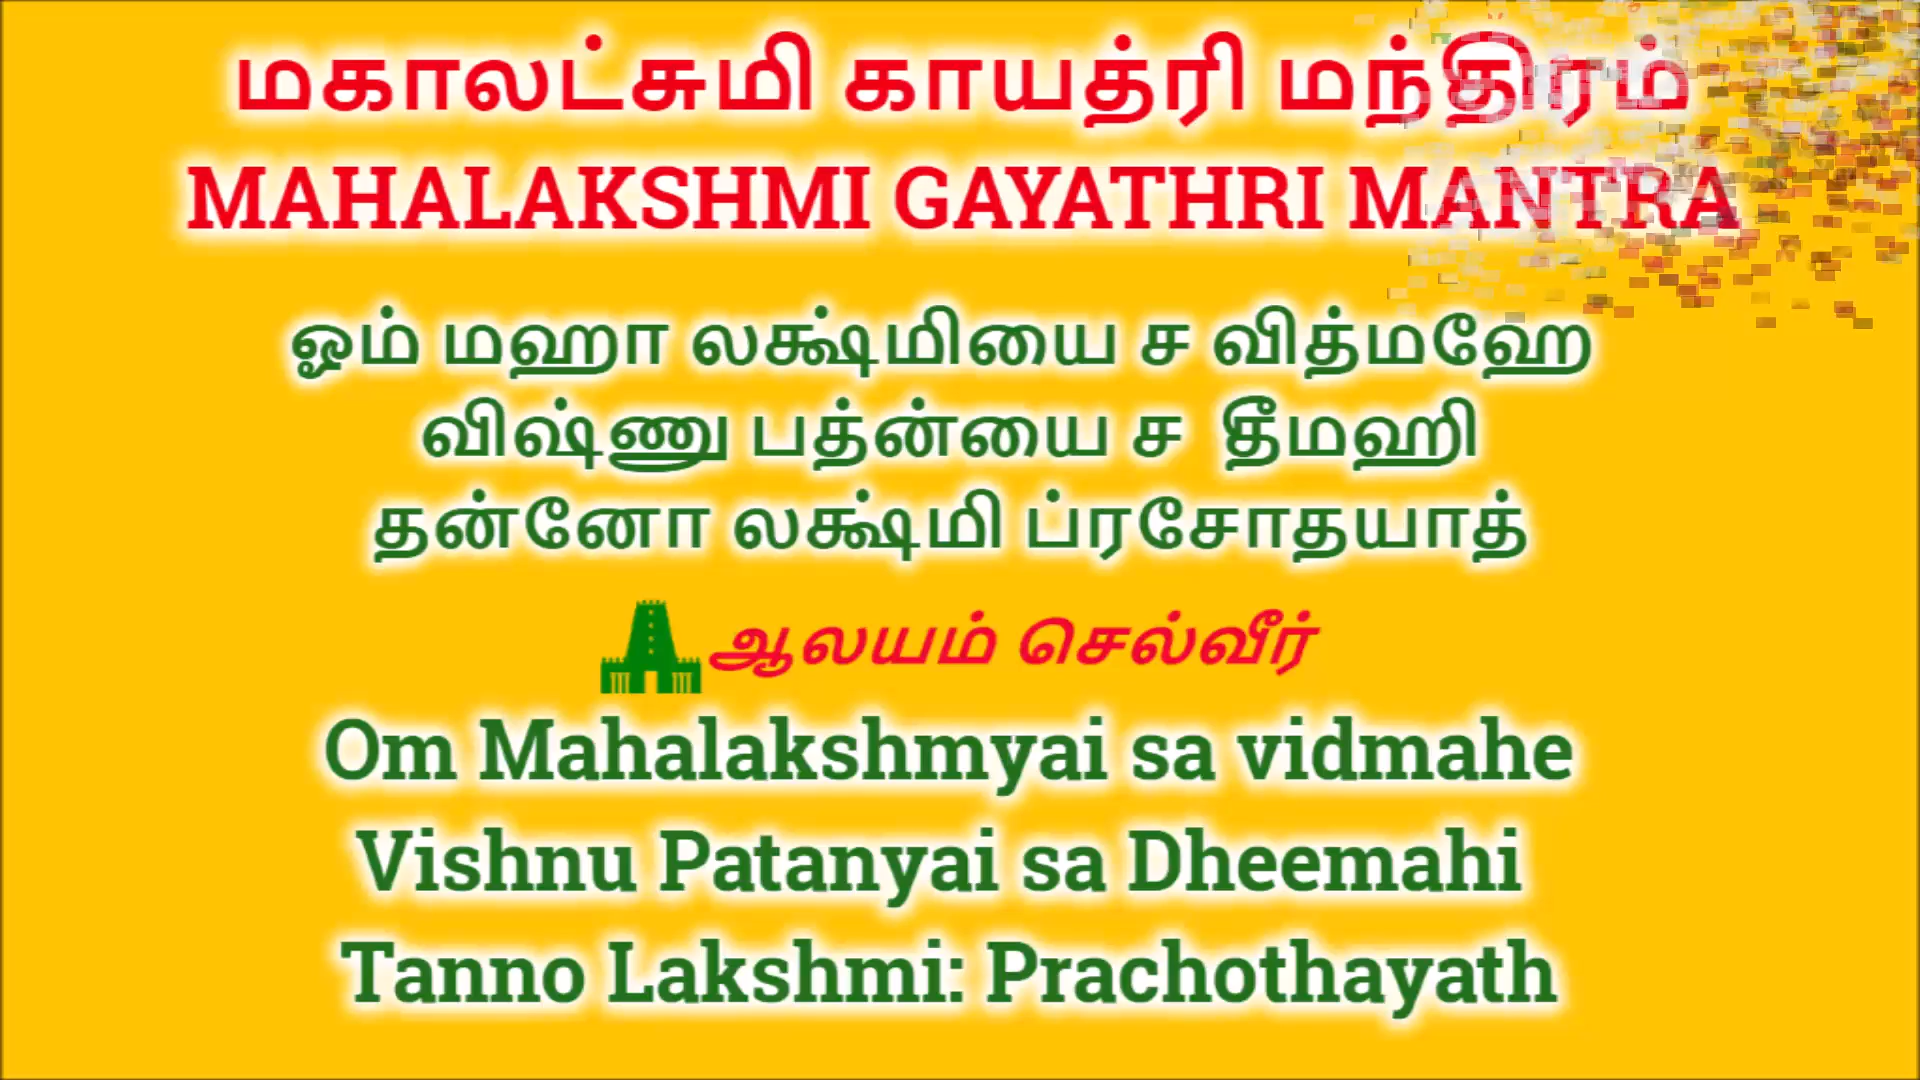 மகாலட்சுமி காயத்ரி மந்திரம்
MAHALAKSHMI GAYATHRI MANTRA
ஓம் மஹா லக்ஷ்மியை ச வித்மஹே
விஷ்ணு பத்ன்யை ச தீமஹி
தன்னோ லக்ஷ்மி ப்ரசோதயாத்
ஆலயம் செல்வீர்
Om Mahalakshmyai sa vidmahe
Vishnu Patanyai sa Dheemahi
Tanno Lakshmi: Prachothayath